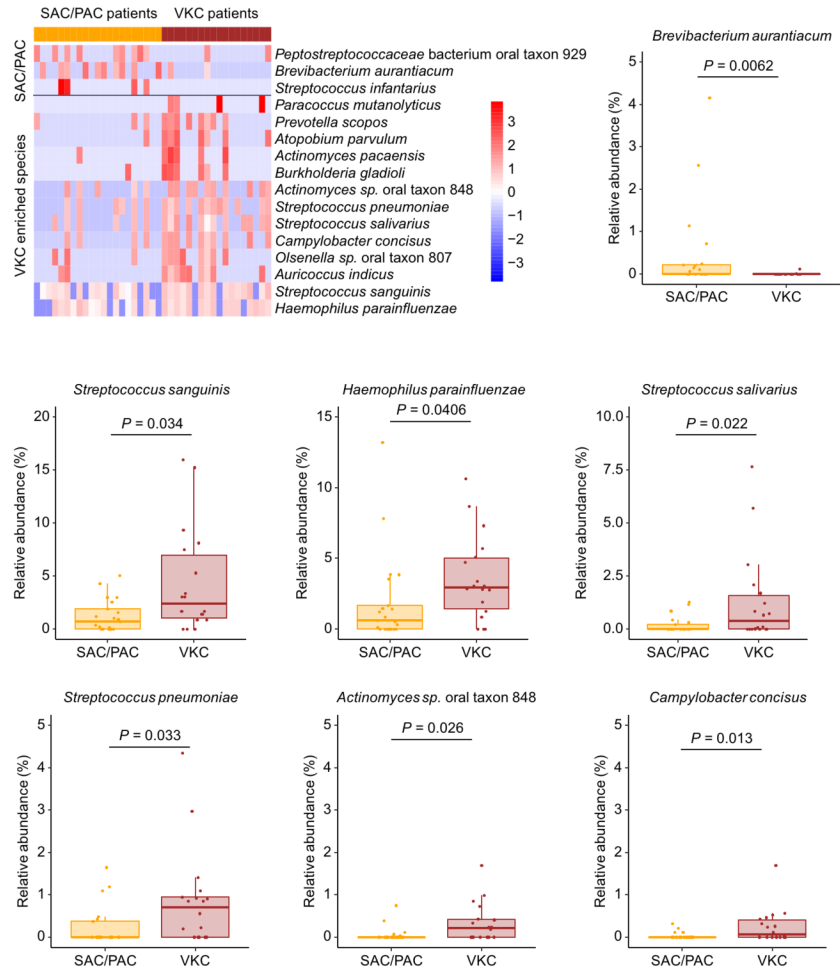 SAC/PAC patients VKC patients
SAC/PAC
VKC enriched species
Peptostreptococcaceae bacterium oral taxon 929
Brevibacterium aurantiacum
Streptococcus infantarius
Paracoccus mutanolyticus
Prevotella scopos
Atopobium parvulum
Actinomyces pacaensis
Burkholderia gladioli
Actinomyces sp. oral taxon 848
Streptococcus pneumoniae
Streptococcus salivarius
Campylobacter concisus
Olsenella sp. oral taxon 807
Auricoccus indicus
Streptococcus sanguinis
Haemophilus parainfluenzae
3
2
1
0
−1
−2
−3
Brevibacterium aurantiacum
P = 0.0062
Relative abundance (%)
5
4
3
2
1
0
SAC/PAC VKC
Streptococcus sanguinis
P = 0.034
Relative abundance (%)
20
15
10
5
0
SAC/PAC VKC
Haemophilus parainfluenzae
P = 0.0406
Relative abundance (%)
15
10
5
0
SAC/PAC VKC
Streptococcus salivarius
P = 0.022
Relative abundance (%)
10.0
7.5
5.0
2.5
0.0
SAC/PAC VKC
Streptococcus pneumoniae
P = 0.033
Relative abundance (%)
5
4
3
2
1
0
SAC/PAC VKC
Actinomyces sp. oral taxon 848
P = 0.026
Relative abundance (%)
5
4
3
2
1
0
SAC/PAC VKC
Campylobacter concisus
P = 0.013
Relative abundance (%)
5
4
3
2
1
0
SAC/PAC VKC